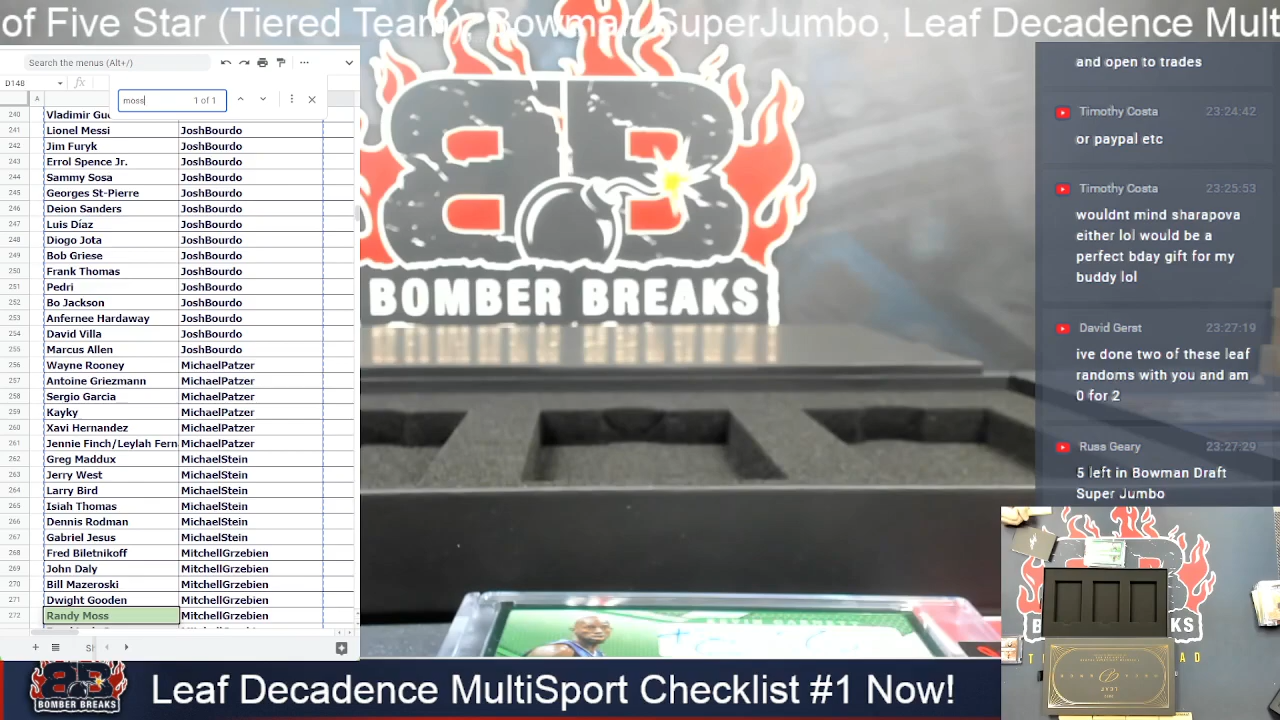 of Five Star (Tiered Team), Bowman SuperJumbo, Leaf Decadence Mult
Search the menus (Alt+/)
D148
fx
moss 1 of 1
A
240 Vladimir Gue
241 Lionel Messi JoshBourdo
242 Jim Furyk JoshBourdo
243 Errol Spence Jr. JoshBourdo
244 Sammy Sosa JoshBourdo
245 Georges St-Pierre JoshBourdo
246 Deion Sanders JoshBourdo
247 Luis Díaz JoshBourdo
248 Diogo Jota JoshBourdo
249 Bob Griese JoshBourdo
250 Frank Thomas JoshBourdo
251 Pedri JoshBourdo
252 Bo Jackson JoshBourdo
253 Anfernee Hardaway JoshBourdo
254 David Villa JoshBourdo
255 Marcus Allen JoshBourdo
256 Wayne Rooney MichaelPatzer
257 Antoine Griezmann MichaelPatzer
258 Sergio Garcia MichaelPatzer
259 Kayky MichaelPatzer
260 Xavi Hernandez MichaelPatzer
261 Jennie Finch/Leylah Fern MichaelPatzer
262 Greg Maddux MichaelStein
263 Jerry West MichaelStein
264 Larry Bird MichaelStein
265 Isiah Thomas MichaelStein
266 Dennis Rodman MichaelStein
267 Gabriel Jesus MichaelStein
268 Fred Biletnikoff MitchellGrzebien
269 John Daly MitchellGrzebien
270 Bill Mazeroski MitchellGrzebien
271 Dwight Gooden MitchellGrzebien
272 Randy Moss MitchellGrzebien
BB
BOMBER BREAKS
KEVIN GARNETT
and open to trades
Timothy Costa 23:24:42
or paypal etc
Timothy Costa 23:25:53
wouldnt mind sharapova
either lol would be a
perfect bday gift for my
buddy lol
David Gerst 23:27:19
ive done two of these leaf
randoms with you and am
0 for 2
Russ Geary 23:27:29
5 left in Bowman Draft
Super Jumbo
LEAF
BOMBER BREAKS
Leaf Decadence MultiSport Checklist #1 Now!